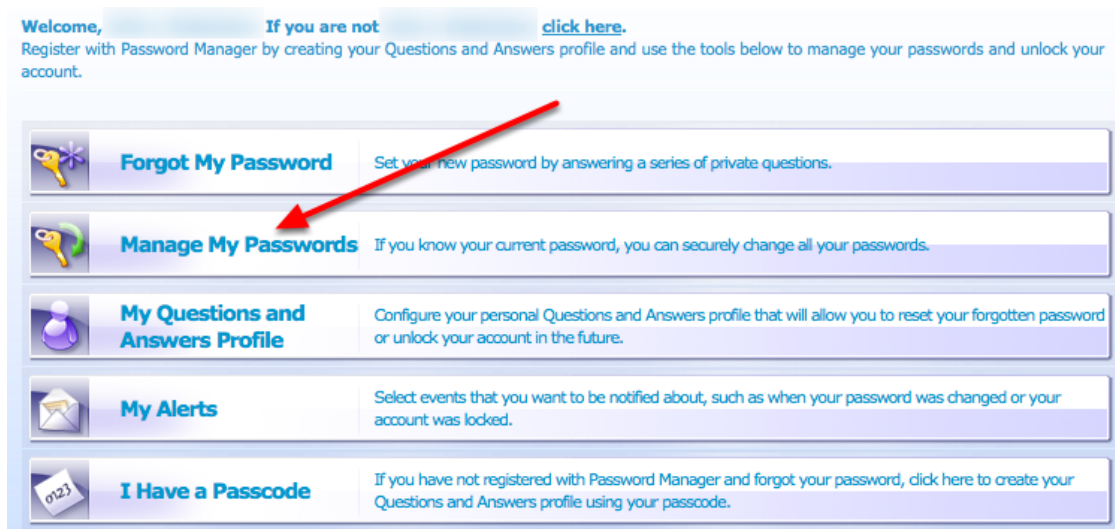 Welcome, If you are not click here.
Register with Password Manager by creating your Questions and Answers profile and use the tools below to manage your passwords and unlock your
account.
Forgot My Password
Set your new password by answering a series of private questions.
Manage My Passwords
If you know your current password, you can securely change all your passwords.
My Questions and
Answers Profile
Configure your personal Questions and Answers profile that will allow you to reset your forgotten password
or unlock your account in the future.
My Alerts
Select events that you want to be notified about, such as when your password was changed or your
account was locked.
0123
I Have a Passcode
If you have not registered with Password Manager and forgot your password, click here to create your
Questions and Answers profile using your passcode.